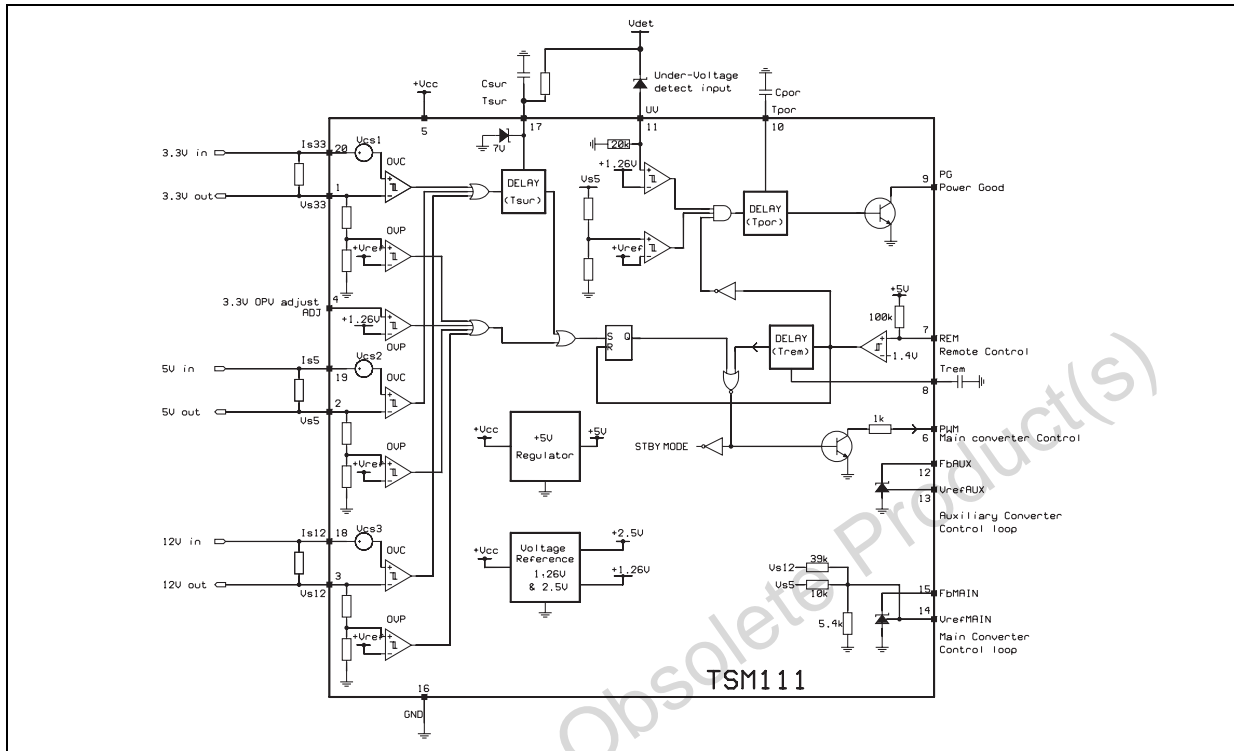 Vdet
+Vcc
Csur
Tsur
Under-Voltage
detect input
Cpor
Tpor
UV
5
17
11
10
7V
20k
3.3V in
Is33
20
Vcs1
OVC
+1.26V
PG
9
Power Good
3.3V out
1
Vs33
DELAY
(Tsur)
Vs5
DELAY
(Tpor)
OVP
+Vref
+Vref
3.3V OPV adjust
ADJ
4
+1.26V
OVP
+5V
100k
7
REM
Remote Control
-1.4V
S Q
R
DELAY
(Trem)
Trem
8
5V in
Is5
19
Vcs2
OVC
5V out
2
Vs5
1k
PWM
6
Main converter Control
STBY MODE
+Vcc
+5V
Regulator
+5V
OVP
+Vref
FbAUX
12
VrefAUX
13
Auxiliary Converter
Control loop
12V in
Is12
18
Vcs3
OVC
+Vcc
Voltage
Reference
1.26V
& 2.5V
+2.5V
+1.26V
12V out
3
Vs12
Vs12
39k
Vs5
10k
5.4k
15
FbMAIN
14
VrefMAIN
Main Converter
Control loop
OVP
+Vref
TSM111
16
GND
Obsolete Product(s)